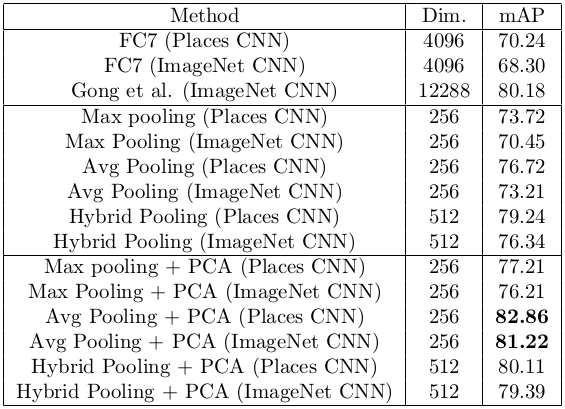 Method Dim. mAP
FC7 (Places CNN) 4096 70.24
FC7 (ImageNet CNN) 4096 68.30
Gong et al. (ImageNet CNN) 12288 80.18
Max pooling (Places CNN) 256 73.72
Max Pooling (ImageNet CNN) 256 70.45
Avg Pooling (Places CNN) 256 76.72
Avg Pooling (ImageNet CNN) 256 73.21
Hybrid Pooling (Places CNN) 512 79.24
Hybrid Pooling (ImageNet CNN) 512 76.34
Max pooling + PCA (Places CNN) 256 77.21
Max Pooling + PCA (ImageNet CNN) 256 76.21
Avg Pooling + PCA (Places CNN) 256 82.86
Avg Pooling + PCA (ImageNet CNN) 256 81.22
Hybrid Pooling + PCA (Places CNN) 512 80.11
Hybrid Pooling + PCA (ImageNet CNN) 512 79.39